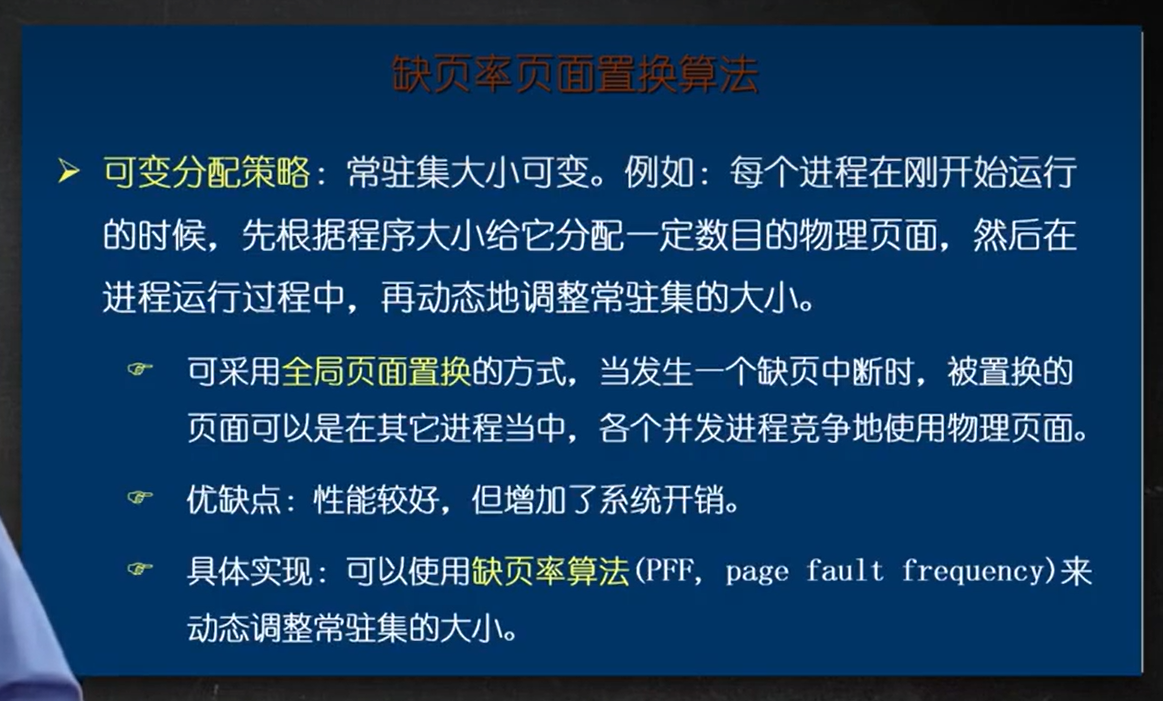 缺页率页面置换算法
可变分配策略：常驻集大小可变。例如：每个进程在刚开始运行
的时候，先根据程序大小给它分配一定数目的物理页面，然后在
进程运行过程中，再动态地调整常驻集的大小。
可采用全局页面置换的方式，当发生一个缺页中断时，被置换的
页面可以是在其它进程当中，各个并发进程竞争地使用物理页面。
优缺点：性能较好，但增加了系统开销。
具体实现：可以使用缺页率算法(PFF, page fault frequency)来
动态调整常驻集的大小。